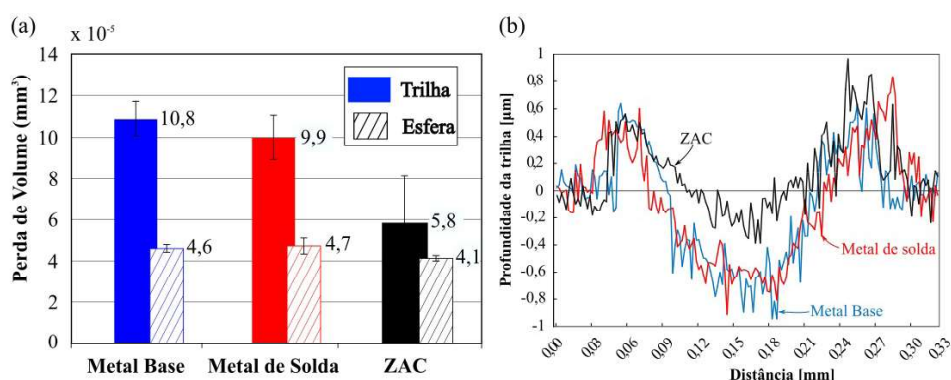 (a)
x 10⁻⁵
Perda de Volume (mm³)
14
12
10
8
6
4
2
0
Trilha
Esfera
10,8
4,6
9,9
4,7
5,8
4,1
Metal Base
Metal de Solda
ZAC
(b)
Profundidade da trilha [µm]
1
0,8
0,6
0,4
0,2
0
-0,2
-0,4
-0,6
-0,8
-1
ZAC
Metal de solda
Metal Base
0,00
0,03
0,06
0,09
0,12
0,15
0,18
0,21
0,24
0,27
0,30
0,33
Distância [mm]